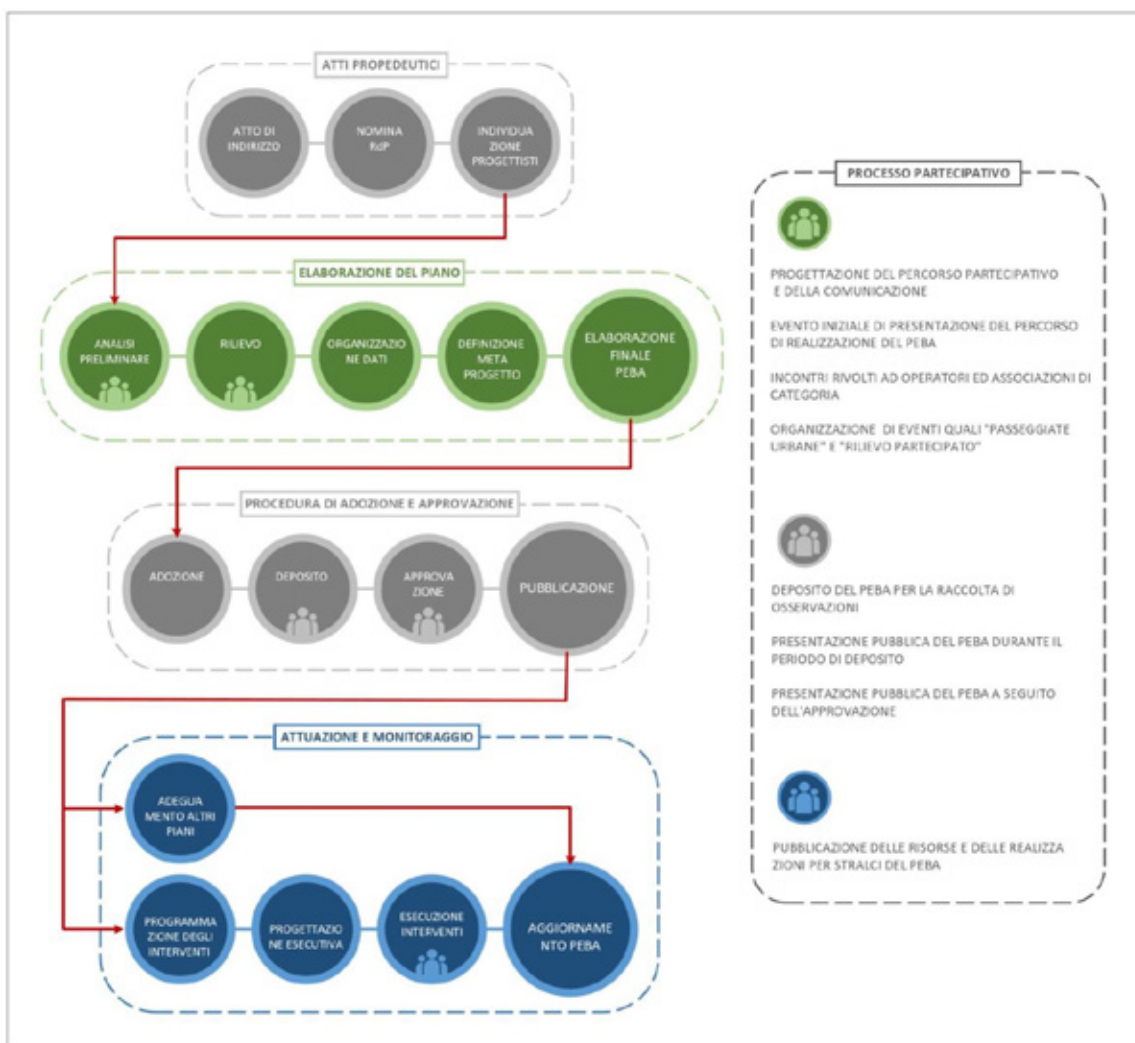 ATTI PROPEDEUTICI
ATTO DI
INDIRIZZO
NOMINA
RdP
INDIVIDUA
ZIONE
PROGETTISTI
ELABORAZIONE DEL PIANO
ANALISI
PRELIMINARE
RILIEVO
ORGANIZZAZIO
NE DATI
DEFINIZIONE
META
PROGETTO
ELABORAZIONE
FINALE
PEBA
PROCEDURA DI ADOZIONE E APPROVAZIONE
ADOZIONE
DEPOSITO
APPROVA
ZIONE
PUBBLICAZIONE
ATTUAZIONE E MONITORAGGIO
ADEGUA
MENTO ALTRI
PIANI
PROGRAMMA
ZIONE DEGLI
INTERVENTI
PROGETTAZIO
NE ESECUTIVA
ESECUZIONE
INTERVENTI
AGGIORNAME
NTO PEBA
PROCESSO PARTECIPATIVO
PROGETTAZIONE DEL PERCORSO PARTECIPATIVO
E DELLA COMUNICAZIONE
EVENTO INIZIALE DI PRESENTAZIONE DEL PERCORSO
DI REALIZZAZIONE DEL PEBA
INCONTRI RIVOLTI AD OPERATORI ED ASSOCIAZIONI DI
CATEGORIA
ORGANIZZAZIONE DI EVENTI QUALI "PASSEGGIATE
URBANE" E "RILIEVO PARTECIPATO"
DEPOSITO DEL PEBA PER LA RACCOLTA DI
OSSERVAZIONI
PRESENTAZIONE PUBBLICA DEL PEBA DURANTE IL
PERIODO DI DEPOSITO
PRESENTAZIONE PUBBLICA DEL PEBA A SEGUITO
DELL'APPROVAZIONE
PUBBLICAZIONE DELLE RISORSE E DELLE REALIZZA
ZIONI PER STRALCI DEL PEBA